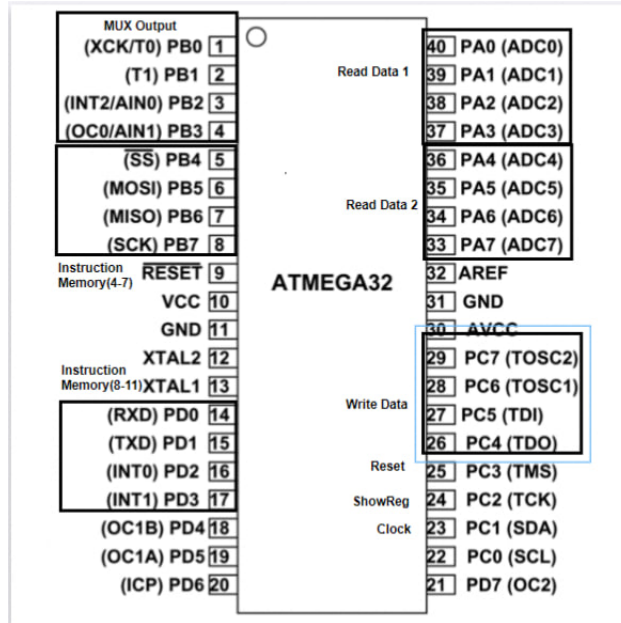 MUX Output
(XCK/T0) PB0 1
(T1) PB1 2
(INT2/AIN0) PB2 3
(OC0/AIN1) PB3 4
(SS) PB4 5
(MOSI) PB5 6
(MISO) PB6 7
(SCK) PB7 8
Instruction
Memory(4-7)
RESET 9
VCC 10
GND 11
XTAL2 12
Instruction
Memory(8-11)
XTAL1 13
(RXD) PD0 14
(TXD) PD1 15
(INT0) PD2 16
(INT1) PD3 17
(OC1B) PD4 18
(OC1A) PD5 19
(ICP) PD6 20
ATMEGA32
Read Data 1
Read Data 2
Write Data
Reset
ShowReg
Clock
40 PA0 (ADC0)
39 PA1 (ADC1)
38 PA2 (ADC2)
37 PA3 (ADC3)
36 PA4 (ADC4)
35 PA5 (ADC5)
34 PA6 (ADC6)
33 PA7 (ADC7)
32 AREF
31 GND
30 AVCC
29 PC7 (TOSC2)
28 PC6 (TOSC1)
27 PC5 (TDI)
26 PC4 (TDO)
25 PC3 (TMS)
24 PC2 (TCK)
23 PC1 (SDA)
22 PC0 (SCL)
21 PD7 (OC2)